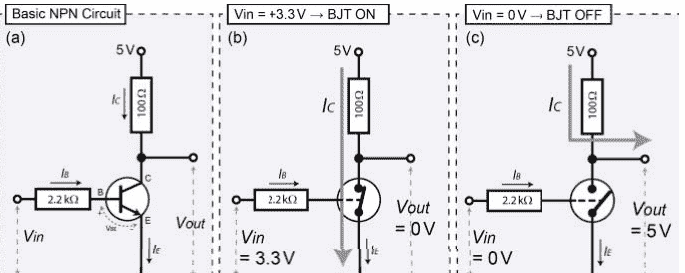 Basic NPN Circuit
(a)
5V
IC
100Ω
C
IB
B
2.2kΩ
VBE
E
Vin
Vout
IE
Vin = +3.3V → BJT ON
(b)
5V
IC
100Ω
IB
2.2kΩ
Vin
= 3.3V
Vout
= 0V
IE
Vin = 0V → BJT OFF
(c)
5V
IC
100Ω
IB
2.2kΩ
Vin
= 0V
Vout
= 5V
IE